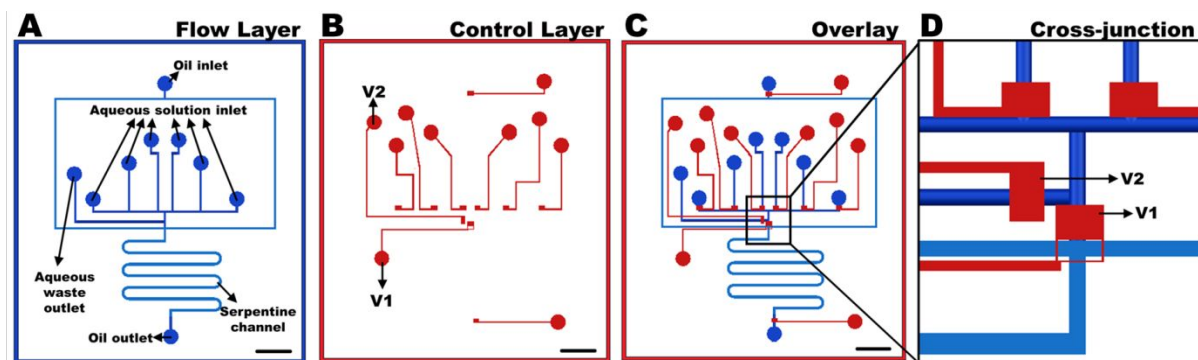 A Flow Layer
Oil inlet
Aqueous solution inlet
Aqueous
waste
outlet
Serpentine
channel
Oil outlet
B Control Layer
V2
V1
C Overlay
D Cross-junction
V2
V1